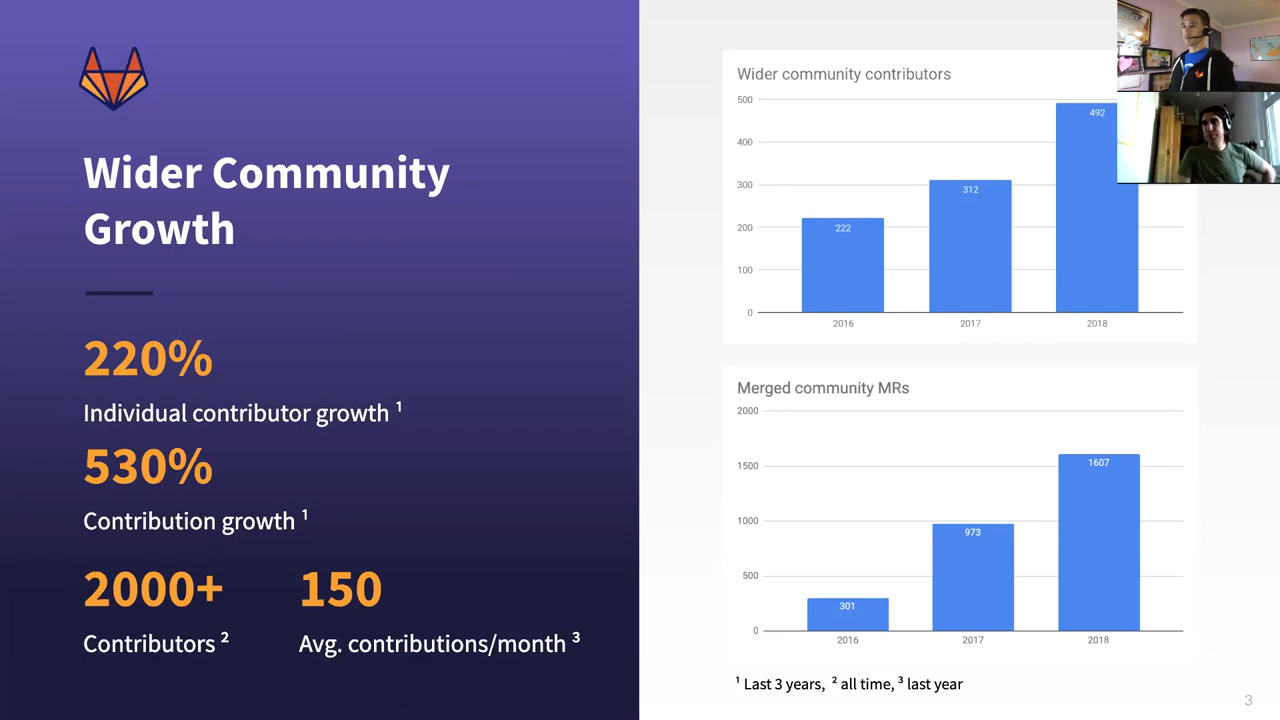 Wider Community
Growth
220%
Individual contributor growth ¹
530%
Contribution growth ¹
2000+
Contributors ²
150
Avg. contributions/month ³
Wider community contributors
500
400
300
200
100
0
222
312
492
2016 2017 2018
Merged community MRs
2000
1500
1000
500
0
301
973
1607
2016 2017 2018
¹ Last 3 years, ² all time, ³ last year
3